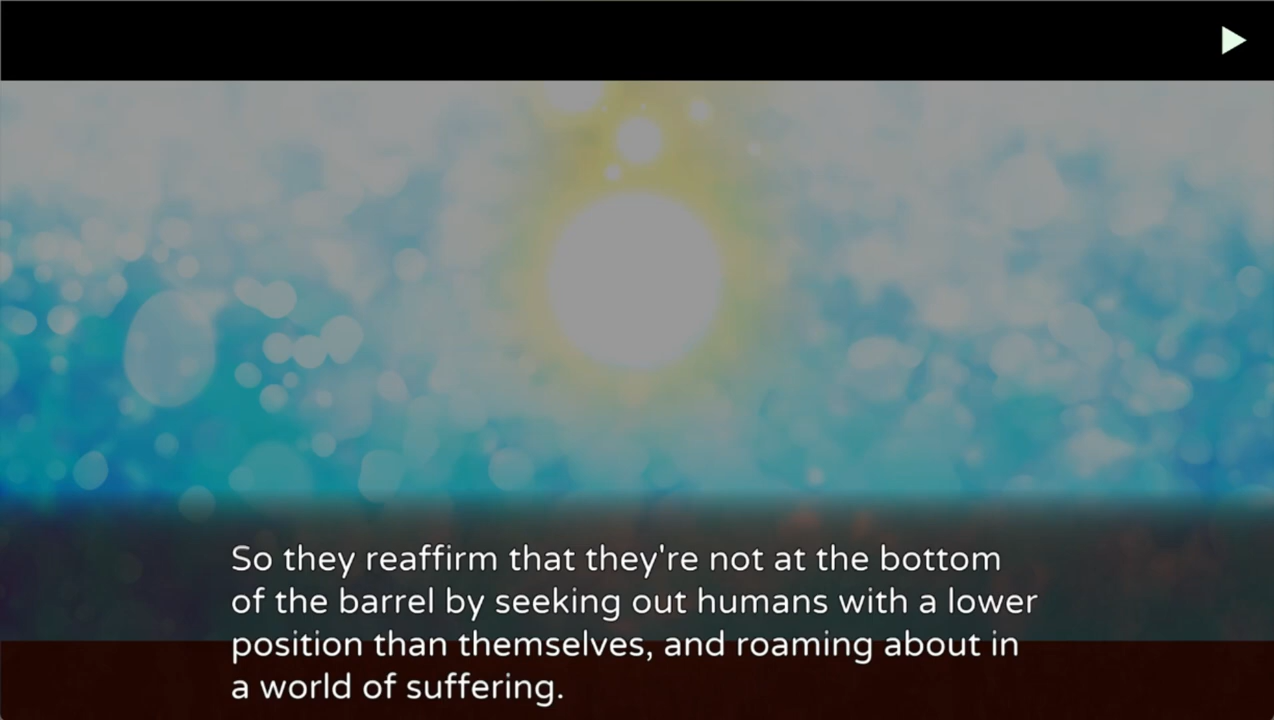 So they reaffirm that they're not at the bottom
of the barrel by seeking out humans with a lower
position than themselves, and roaming about in
a world of suffering.